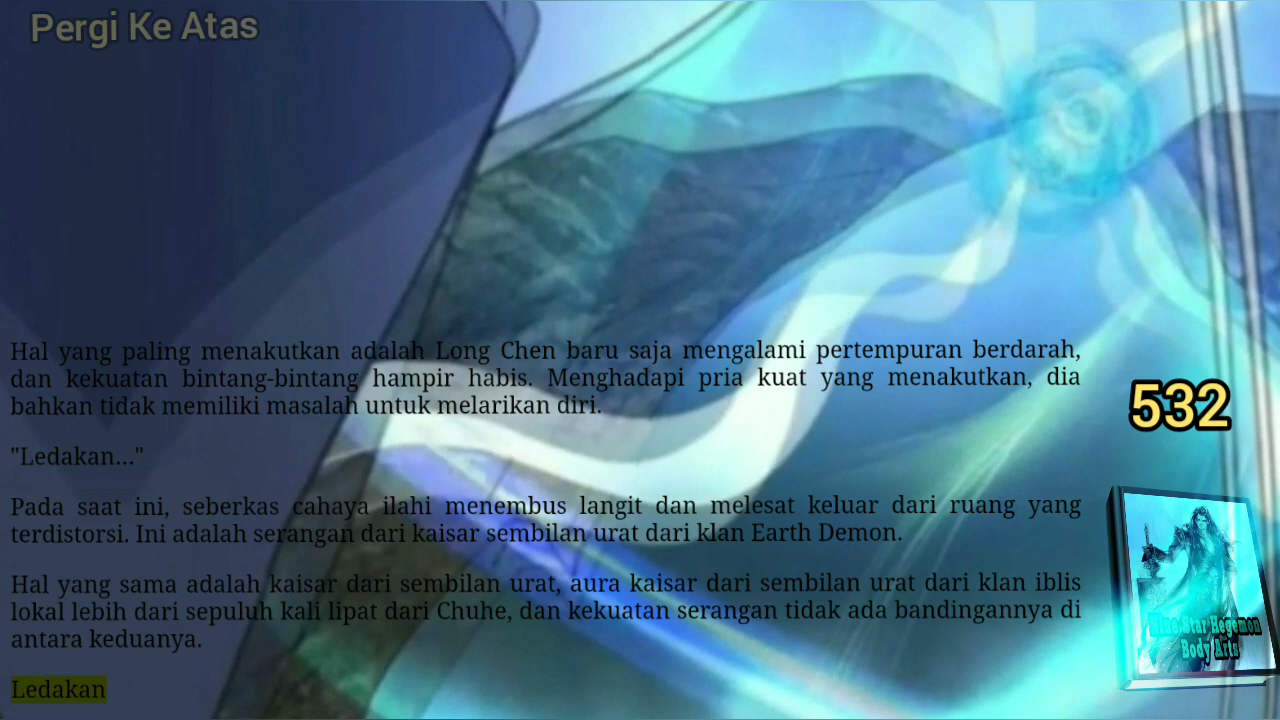 Pergi Ke Atas
Hal yang paling menakutkan adalah Long Chen baru saja mengalami pertempuran berdarah,
dan kekuatan bintang-bintang hampir habis. Menghadapi pria kuat yang menakutkan, dia
bahkan tidak memiliki masalah untuk melarikan diri.
"Ledakan..."
Pada saat ini, seberkas cahaya ilahi menembus langit dan melesat keluar dari ruang yang
terdistorsi. Ini adalah serangan dari kaisar sembilan urat dari klan Earth Demon.
Hal yang sama adalah kaisar dari sembilan urat, aura kaisar dari sembilan urat dari klan iblis
lokal lebih dari sepuluh kali lipat dari Chuhe, dan kekuatan serangan tidak ada bandingannya di
antara keduanya.
Ledakan
532
Nine Star Hegemon
Body Arts